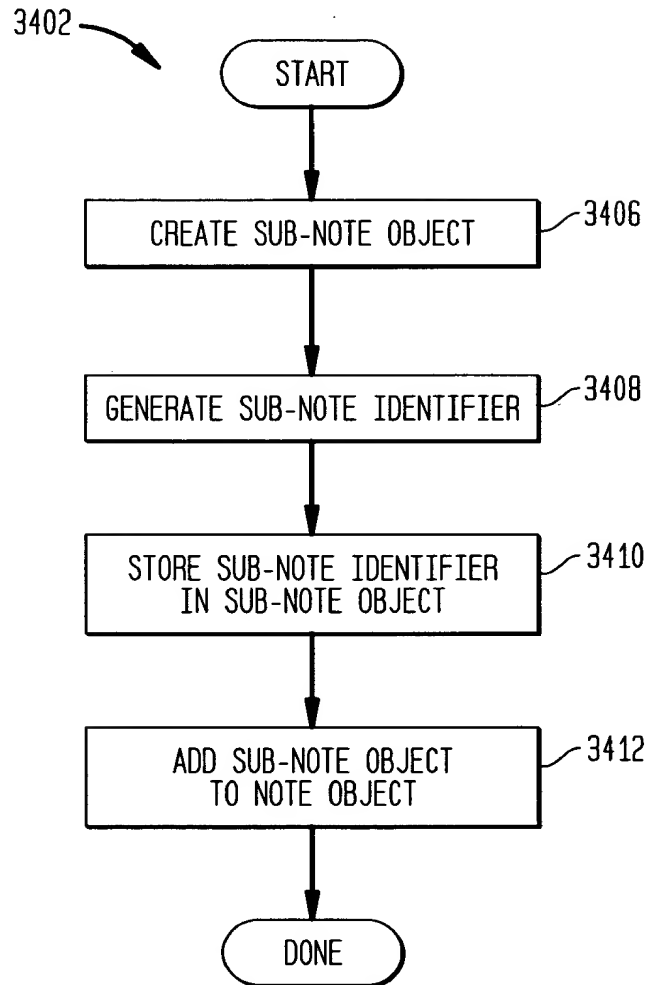 3402
START
CREATE SUB-NOTE OBJECT
3406
GENERATE SUB-NOTE IDENTIFIER
3408
STORE SUB-NOTE IDENTIFIER
IN SUB-NOTE OBJECT
3410
ADD SUB-NOTE OBJECT
TO NOTE OBJECT
3412
DONE